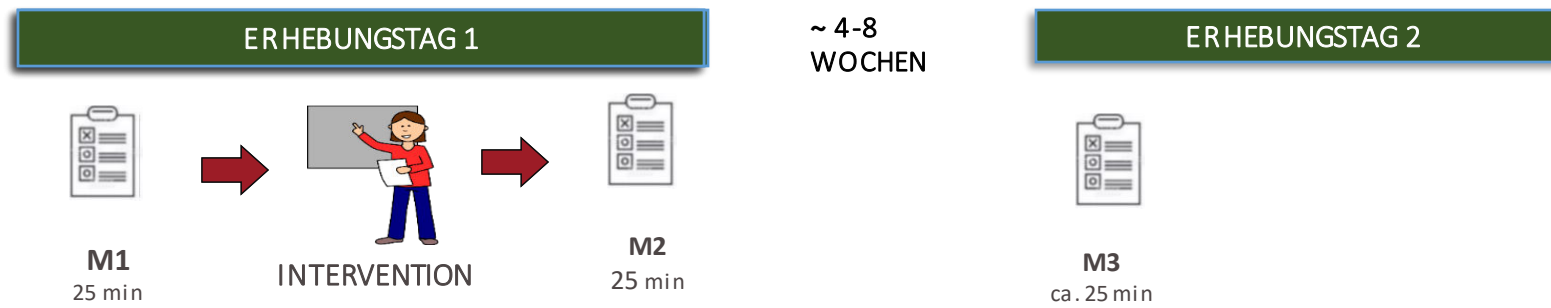 ERHEBUNGSTAG 1
~ 4-8
WOCHEN
ERHEBUNGSTAG 2
M1
25 min
INTERVENTION
M2
25 min
M3
ca. 25 min